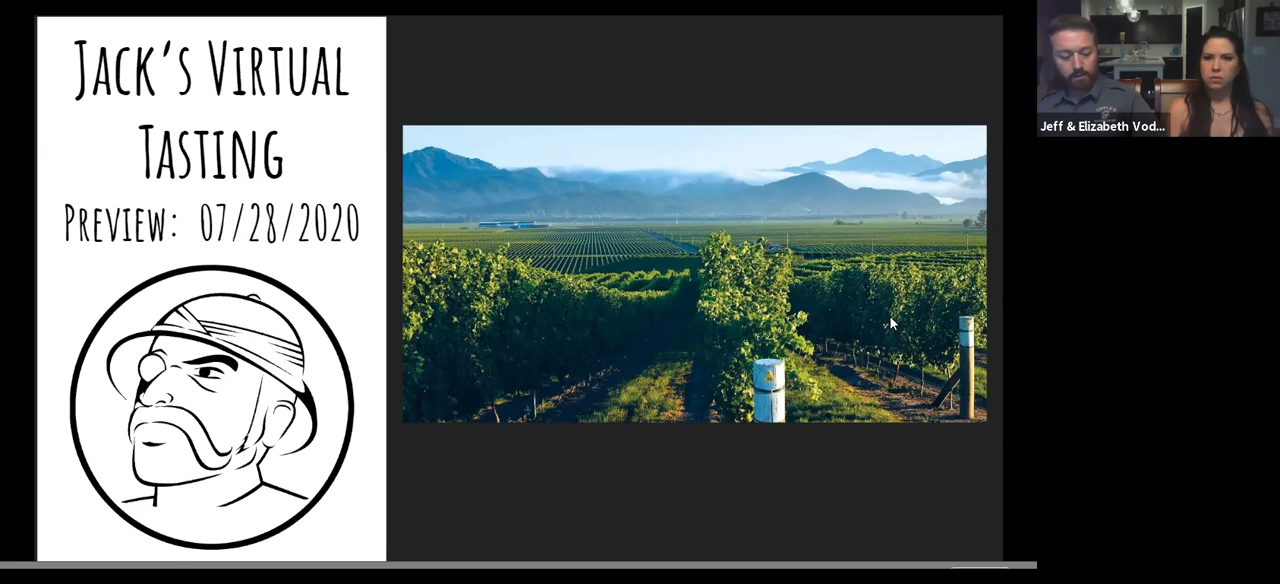 Jack's Virtual
Tasting
Preview: 07/28/2020
Jeff & Elizabeth Vod...